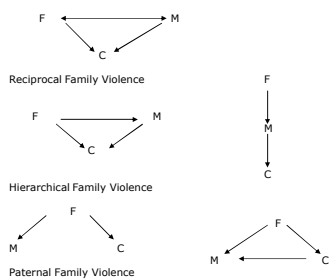 F M
C
Reciprocal Family Violence
F
F M
M
C
C
Hierarchical Family Violence
F
F
M C
M C
Paternal Family Violence